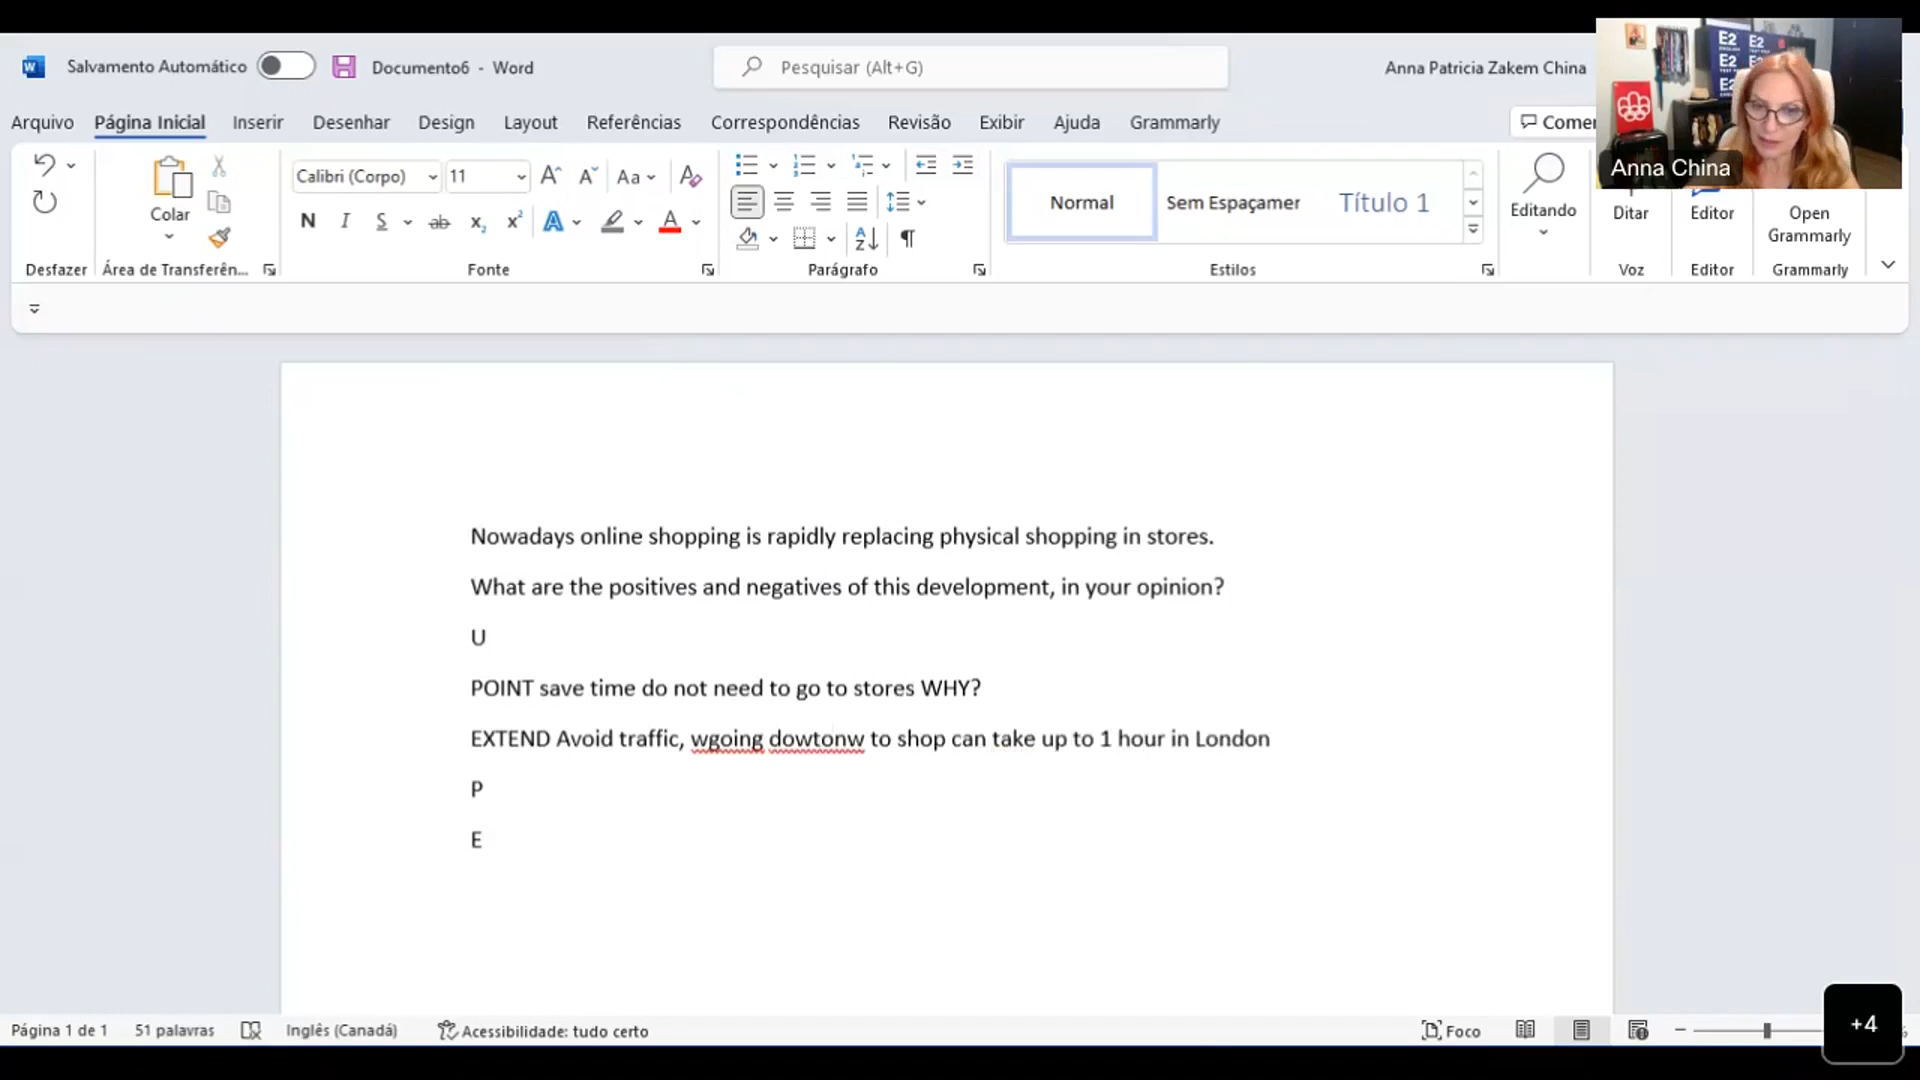 Salvamento Automático
Documento6 - Word
Pesquisar (Alt+G)
Anna Patricia Zakem China
Arquivo Página Inicial Inserir Desenhar Design Layout Referências Correspondências Revisão Exibir Ajuda Grammarly
Comen
E2 E2
E2
E2
Anna China
Colar
Calibri (Corpo) 11
Normal
Sem Espaçamer
Título 1
Editando
Ditar
Editor
Open
Grammarly
Desfazer Área de Transferên... Fonte Parágrafo Estilos Voz Editor Grammarly
Nowadays online shopping is rapidly replacing physical shopping in stores.
What are the positives and negatives of this development, in your opinion?
U
POINT save time do not need to go to stores WHY?
EXTEND Avoid traffic, wgoing dowtonw to shop can take up to 1 hour in London
P
E
Página 1 de 1 51 palavras Inglês (Canadá) Acessibilidade: tudo certo Foco
+4